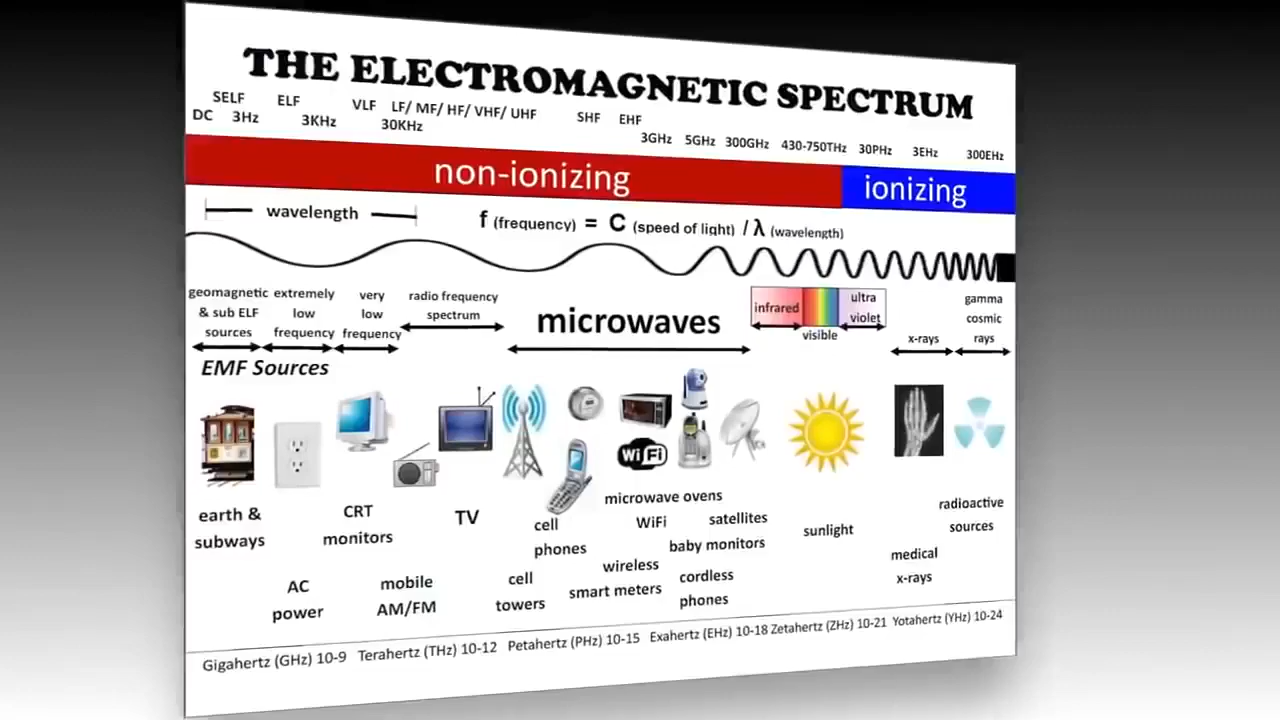 THE ELECTROMAGNETIC SPECTRUM
SELF ELF VLF LF/ MF/ HF/ VHF/ UHF SHF EHF
DC 3Hz 3KHz 30KHz 3GHz 5GHz 300GHz 430-750THz 30PHz 3EHz 300EHz
non-ionizing ionizing
wavelength f (frequency) = C (speed of light) / λ (wavelength)
geomagnetic
& sub ELF
sources
extremely
low
frequency
very
low
frequency
radio frequency
spectrum
microwaves
infrared
visible
ultra
violet
x-rays
gamma
cosmic
rays
EMF Sources
Wi Fi
earth &
subways
AC
power
CRT
monitors
mobile
AM/FM
TV
cell
phones
cell
towers
microwave ovens
WiFi
wireless
smart meters
satellites
baby monitors
cordless
phones
sunlight
medical
x-rays
radioactive
sources
Gigahertz (GHz) 10-9 Terahertz (THz) 10-12 Petahertz (PHz) 10-15 Exahertz (EHz) 10-18 Zetahertz (ZHz) 10-21 Yotahertz (YHz) 10-24